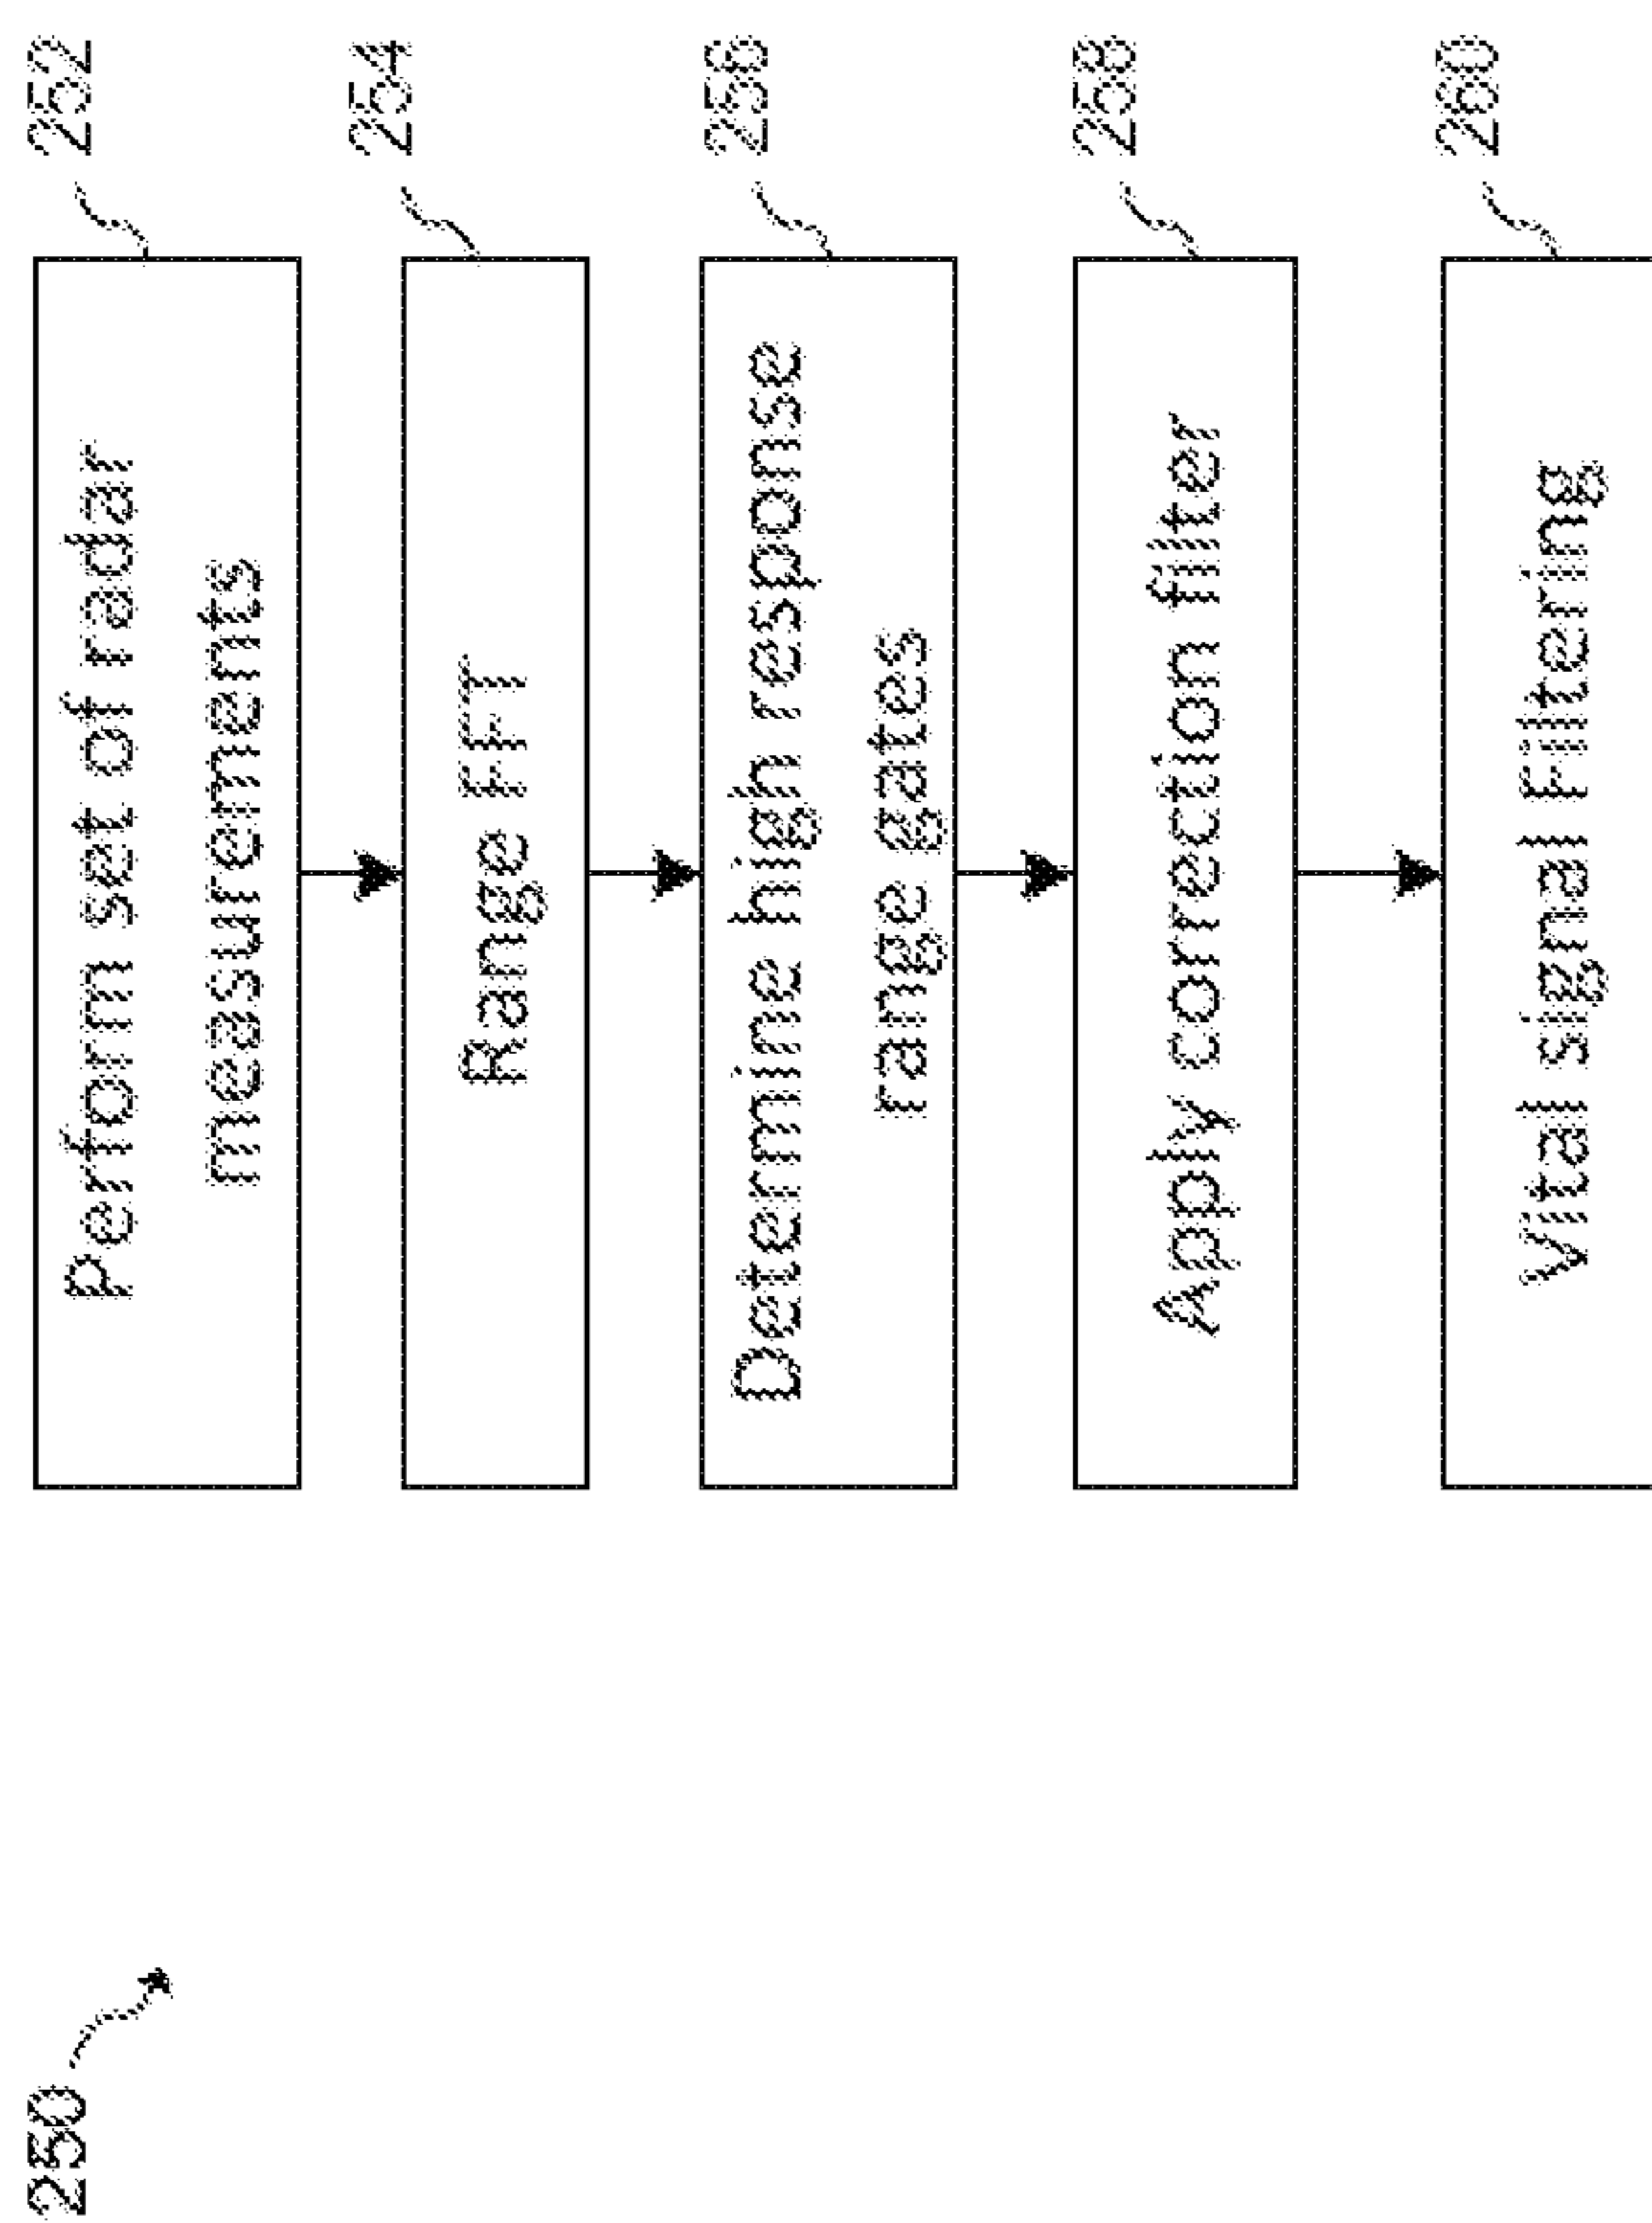 250
252
Perform set of radar
measurements
254
Range FFT
256
Determine high response
range gates
258
Apply correction filter
260
Vital signal Filtering